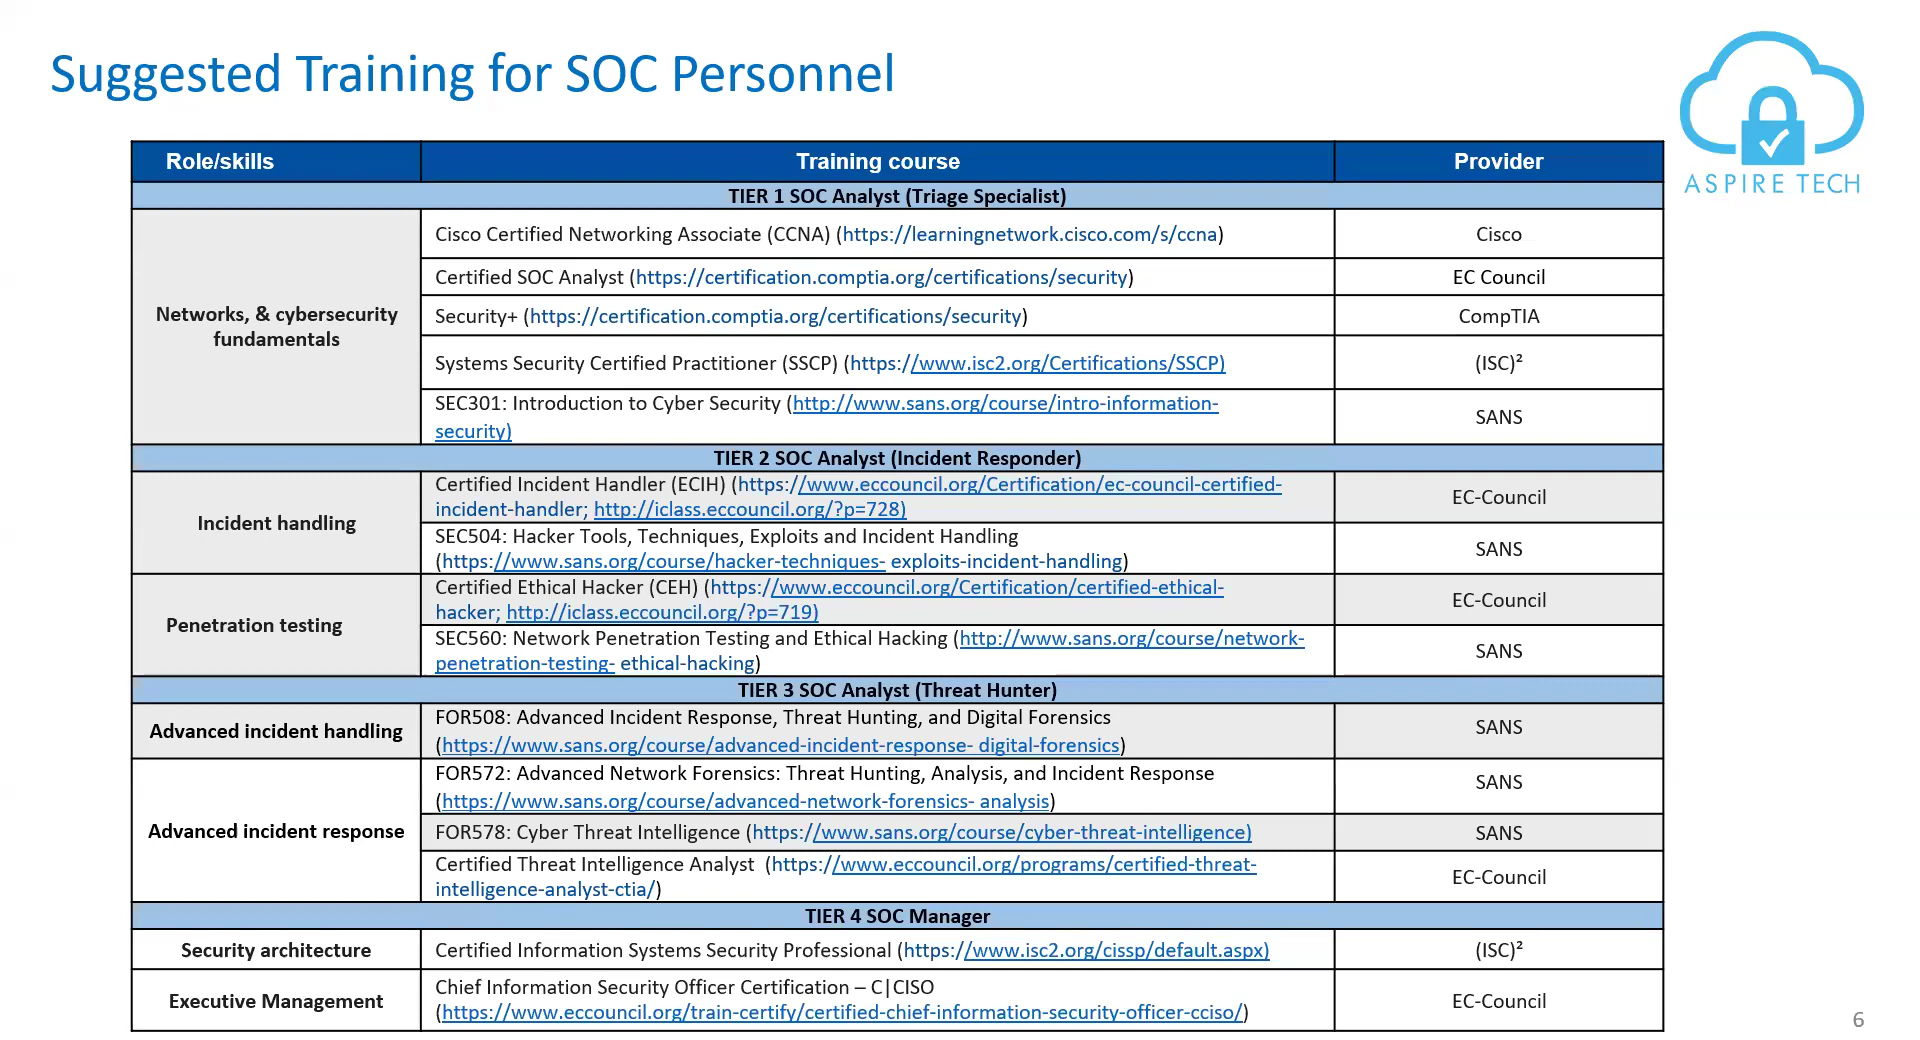 Suggested Training for SOC Personnel
ASPIRE TECH
Role/skills
Training course
Provider
TIER 1 SOC Analyst (Triage Specialist)
Networks, & cybersecurity
fundamentals
Cisco Certified Networking Associate (CCNA) (https://learningnetwork.cisco.com/s/ccna)
Cisco
Certified SOC Analyst (https://certification.comptia.org/certifications/security)
EC Council
Security+ (https://certification.comptia.org/certifications/security)
CompTIA
Systems Security Certified Practitioner (SSCP) (https://www.isc2.org/Certifications/SSCP)
(ISC)²
SEC301: Introduction to Cyber Security (http://www.sans.org/course/intro-information-
security)
SANS
TIER 2 SOC Analyst (Incident Responder)
Incident handling
Certified Incident Handler (ECIH) (https://www.eccouncil.org/Certification/ec-council-certified-
incident-handler; http://iclass.eccouncil.org/?p=728)
EC-Council
SEC504: Hacker Tools, Techniques, Exploits and Incident Handling
(https://www.sans.org/course/hacker-techniques- exploits-incident-handling)
SANS
Penetration testing
Certified Ethical Hacker (CEH) (https://www.eccouncil.org/Certification/certified-ethical-
hacker; http://iclass.eccouncil.org/?p=719)
EC-Council
SEC560: Network Penetration Testing and Ethical Hacking (http://www.sans.org/course/network-
penetration-testing- ethical-hacking)
SANS
TIER 3 SOC Analyst (Threat Hunter)
Advanced incident handling
FOR508: Advanced Incident Response, Threat Hunting, and Digital Forensics
(https://www.sans.org/course/advanced-incident-response- digital-forensics)
SANS
Advanced incident response
FOR572: Advanced Network Forensics: Threat Hunting, Analysis, and Incident Response
(https://www.sans.org/course/advanced-network-forensics- analysis)
SANS
FOR578: Cyber Threat Intelligence (https://www.sans.org/course/cyber-threat-intelligence)
SANS
Certified Threat Intelligence Analyst (https://www.eccouncil.org/programs/certified-threat-
intelligence-analyst-ctia/)
EC-Council
TIER 4 SOC Manager
Security architecture
Certified Information Systems Security Professional (https://www.isc2.org/cissp/default.aspx)
(ISC)²
Executive Management
Chief Information Security Officer Certification – C|CISO
(https://www.eccouncil.org/train-certify/certified-chief-information-security-officer-cciso/)
EC-Council
6